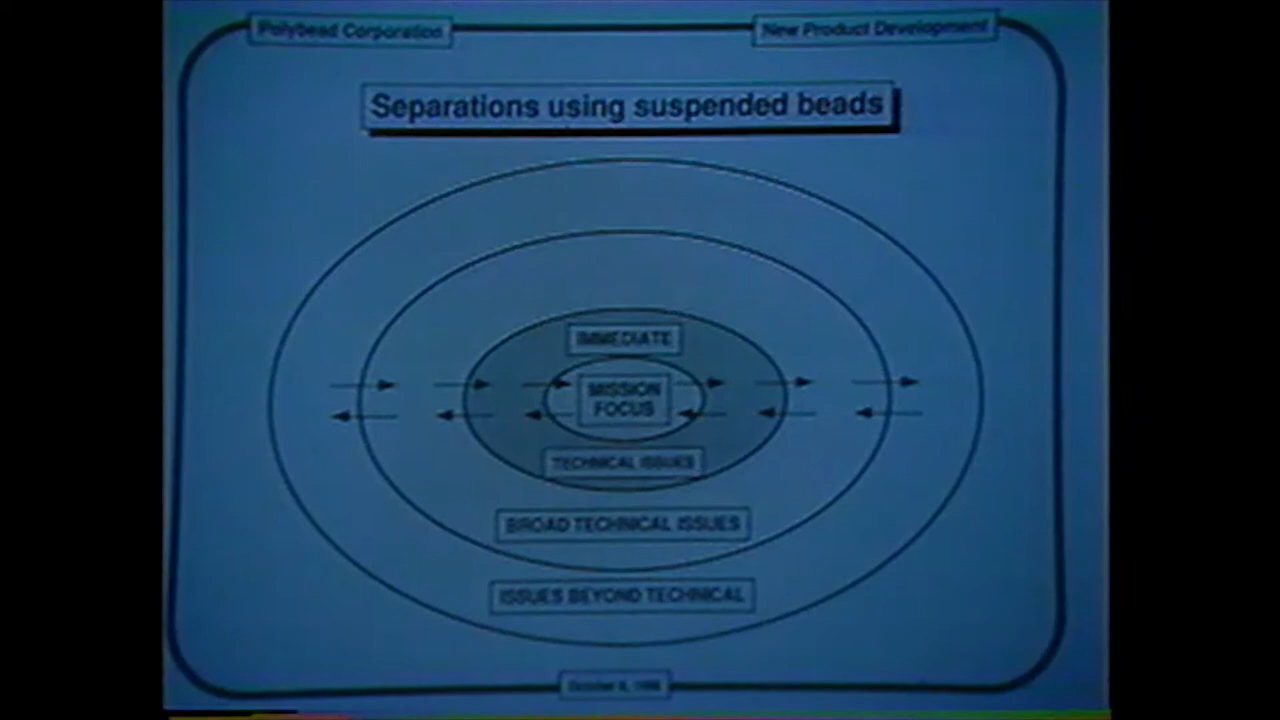 Polybead Corporation
New Product Development
Separations using suspended beads
IMMEDIATE
MISSION
FOCUS
TECHNICAL ISSUES
BROAD TECHNICAL ISSUES
ISSUES BEYOND TECHNICAL
October